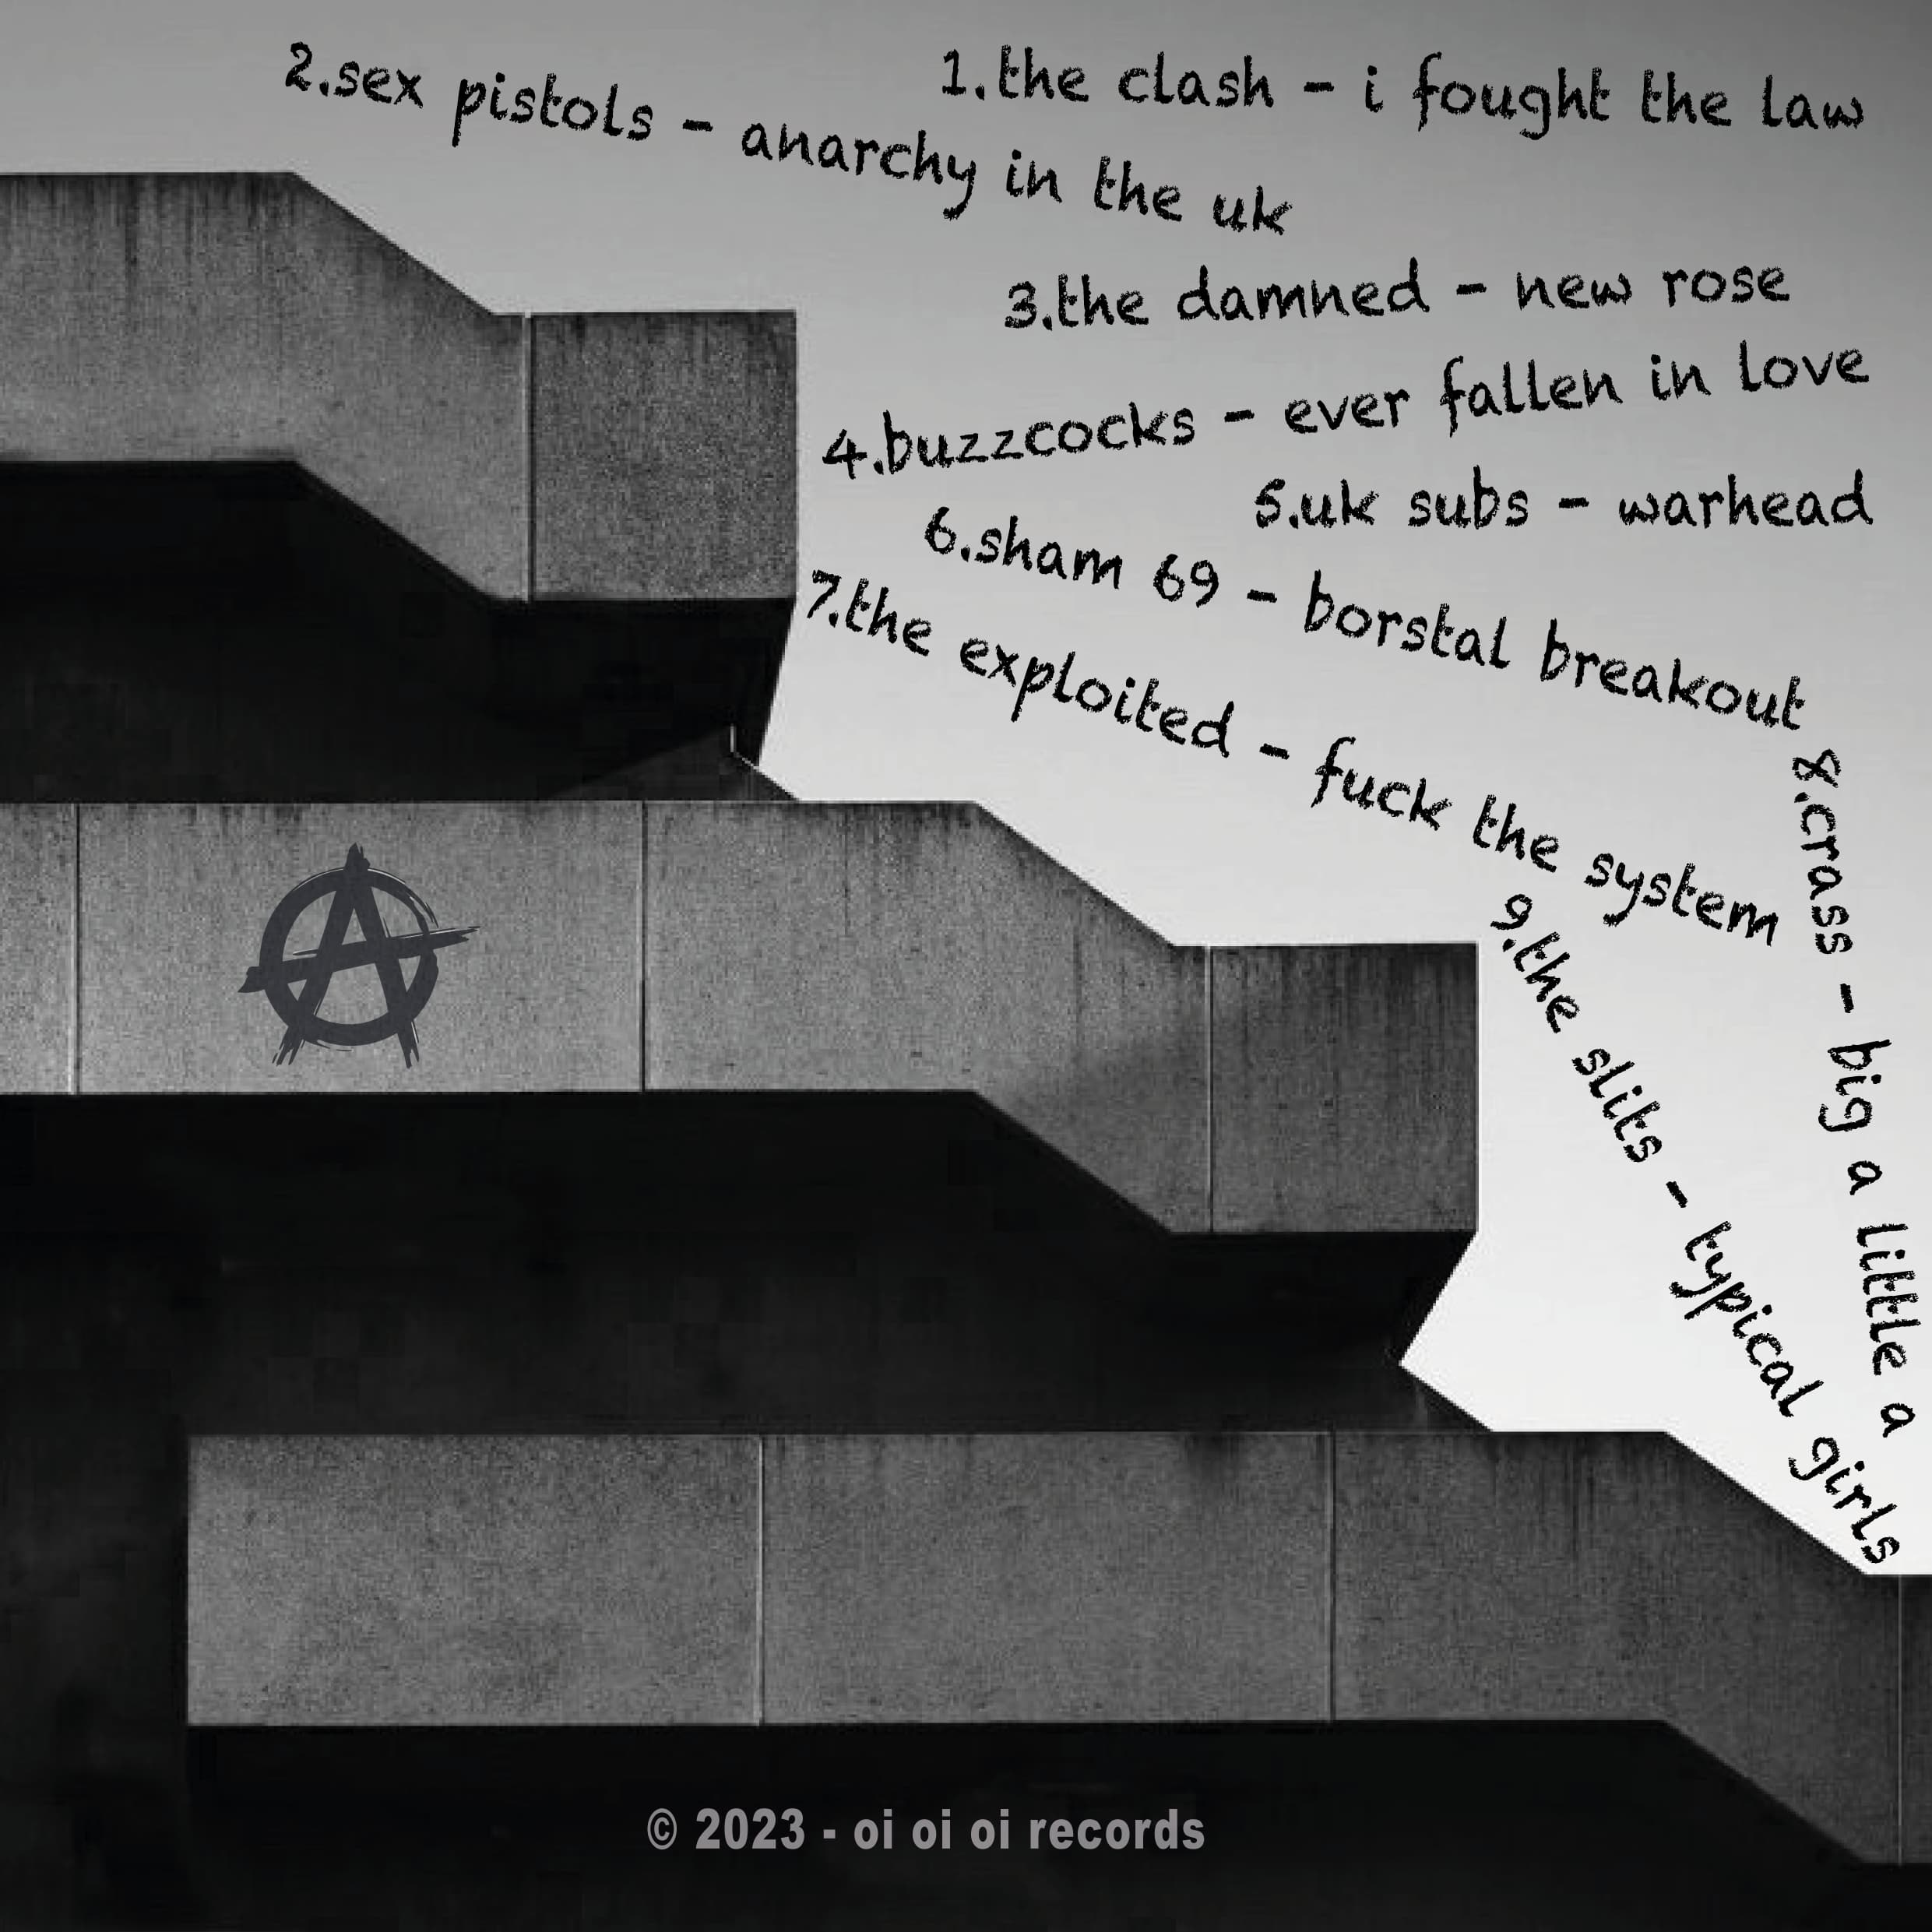 1.the clash - i fought the law
2.sex pistols - anarchy in the uk
3.the damned - new rose
4.buzzcocks - ever fallen in love
5.uk subs - warhead
6.sham 69 - borstal breakout
7.the exploited - fuck the system
8.crass - big a little a
9.the slits - typical girls
© 2023 - oi oi oi records